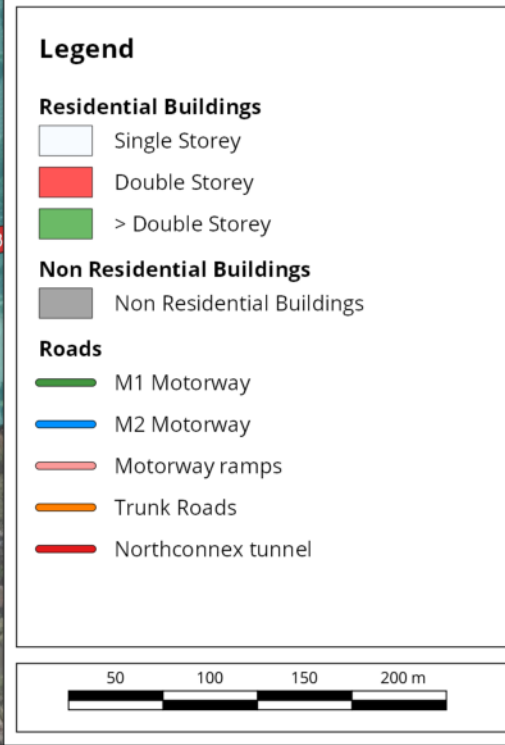 Legend
Residential Buildings
Single Storey
Double Storey
> Double Storey
Non Residential Buildings
Non Residential Buildings
Roads
M1 Motorway
M2 Motorway
Motorway ramps
Trunk Roads
Northconnex tunnel
50 100 150 200 m